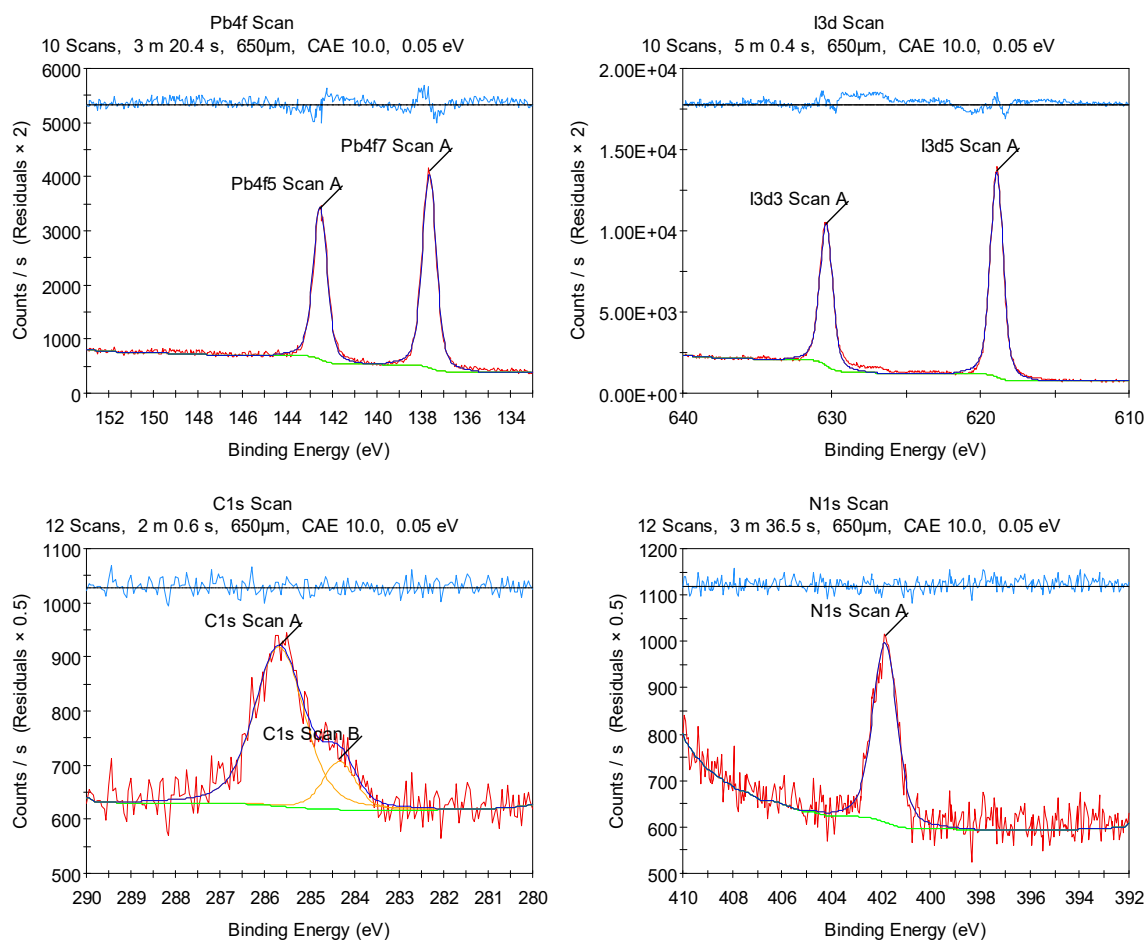 Pb4f Scan
10 Scans, 3 m 20.4 s, 650µm, CAE 10.0, 0.05 eV
Counts / s (Residuals × 2)
6000
5000
4000
3000
2000
1000
0
Pb4f7 Scan A
Pb4f5 Scan A
152 150 148 146 144 142 140 138 136 134
Binding Energy (eV)
I3d Scan
10 Scans, 5 m 0.4 s, 650µm, CAE 10.0, 0.05 eV
Counts / s (Residuals × 2)
2.00E+04
1.50E+04
1.00E+04
5.00E+03
0.00E+00
I3d5 Scan A
I3d3 Scan A
640 630 620 610
Binding Energy (eV)
C1s Scan
12 Scans, 2 m 0.6 s, 650µm, CAE 10.0, 0.05 eV
Counts / s (Residuals × 0.5)
1100
1000
900
800
700
600
500
C1s Scan A
C1s Scan B
290 289 288 287 286 285 284 283 282 281 280
Binding Energy (eV)
N1s Scan
12 Scans, 3 m 36.5 s, 650µm, CAE 10.0, 0.05 eV
Counts / s (Residuals × 0.5)
1200
1100
1000
900
800
700
600
500
N1s Scan A
410 408 406 404 402 400 398 396 394 392
Binding Energy (eV)